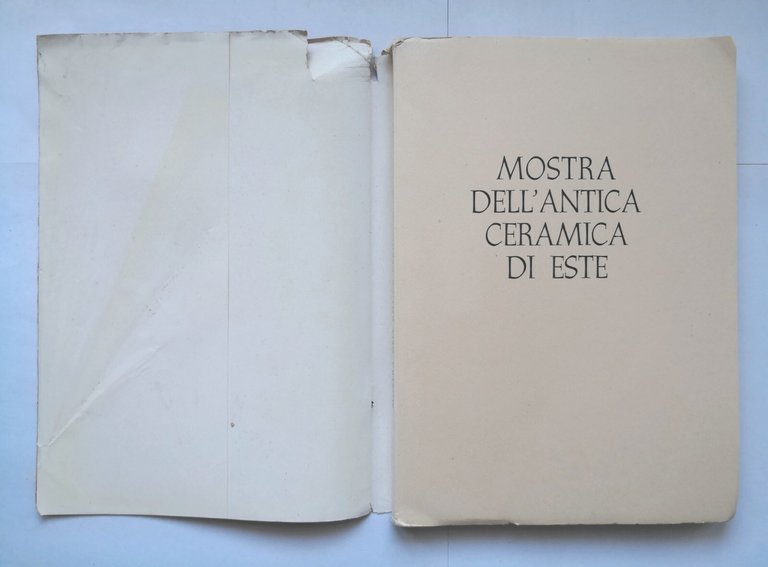 MOSTRA
DELL'ANTICA
CERAMICA
DI ESTE